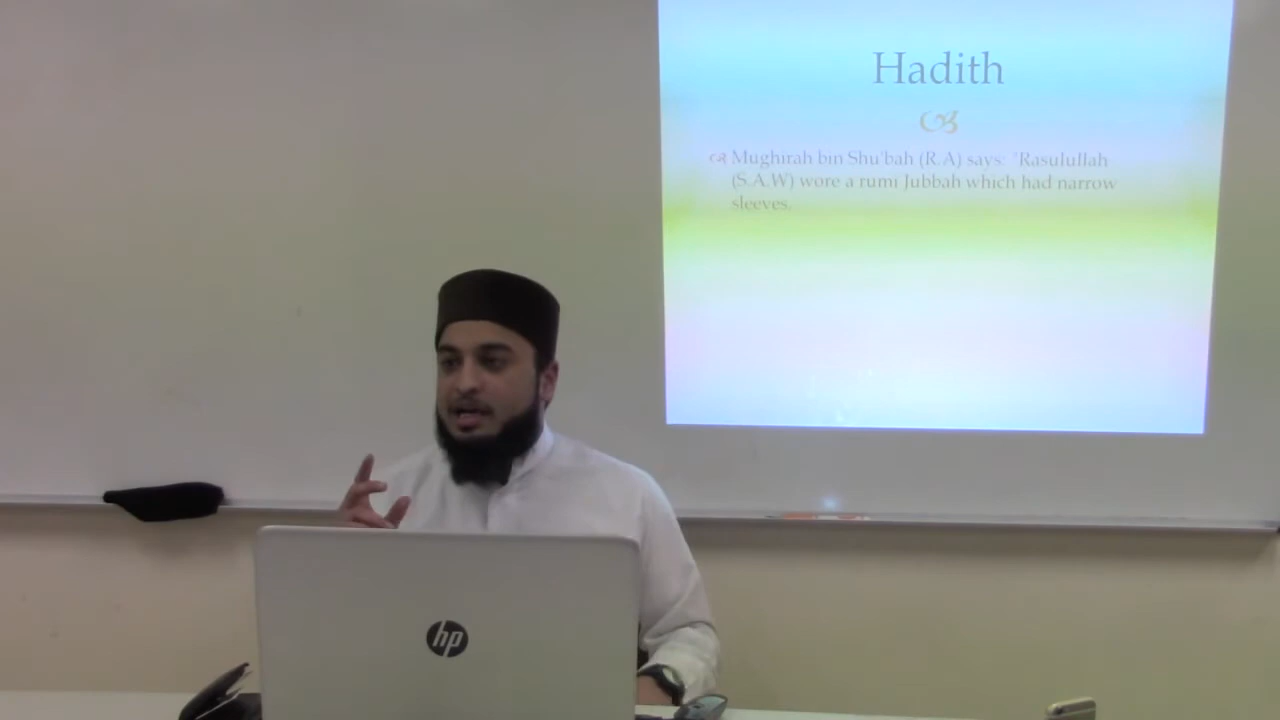 Hadith
Mughirah bin Shu'bah (R.A) says: "Rasulullah
(S.A.W) wore a rumi Jubbah which had narrow
sleeves.
hp